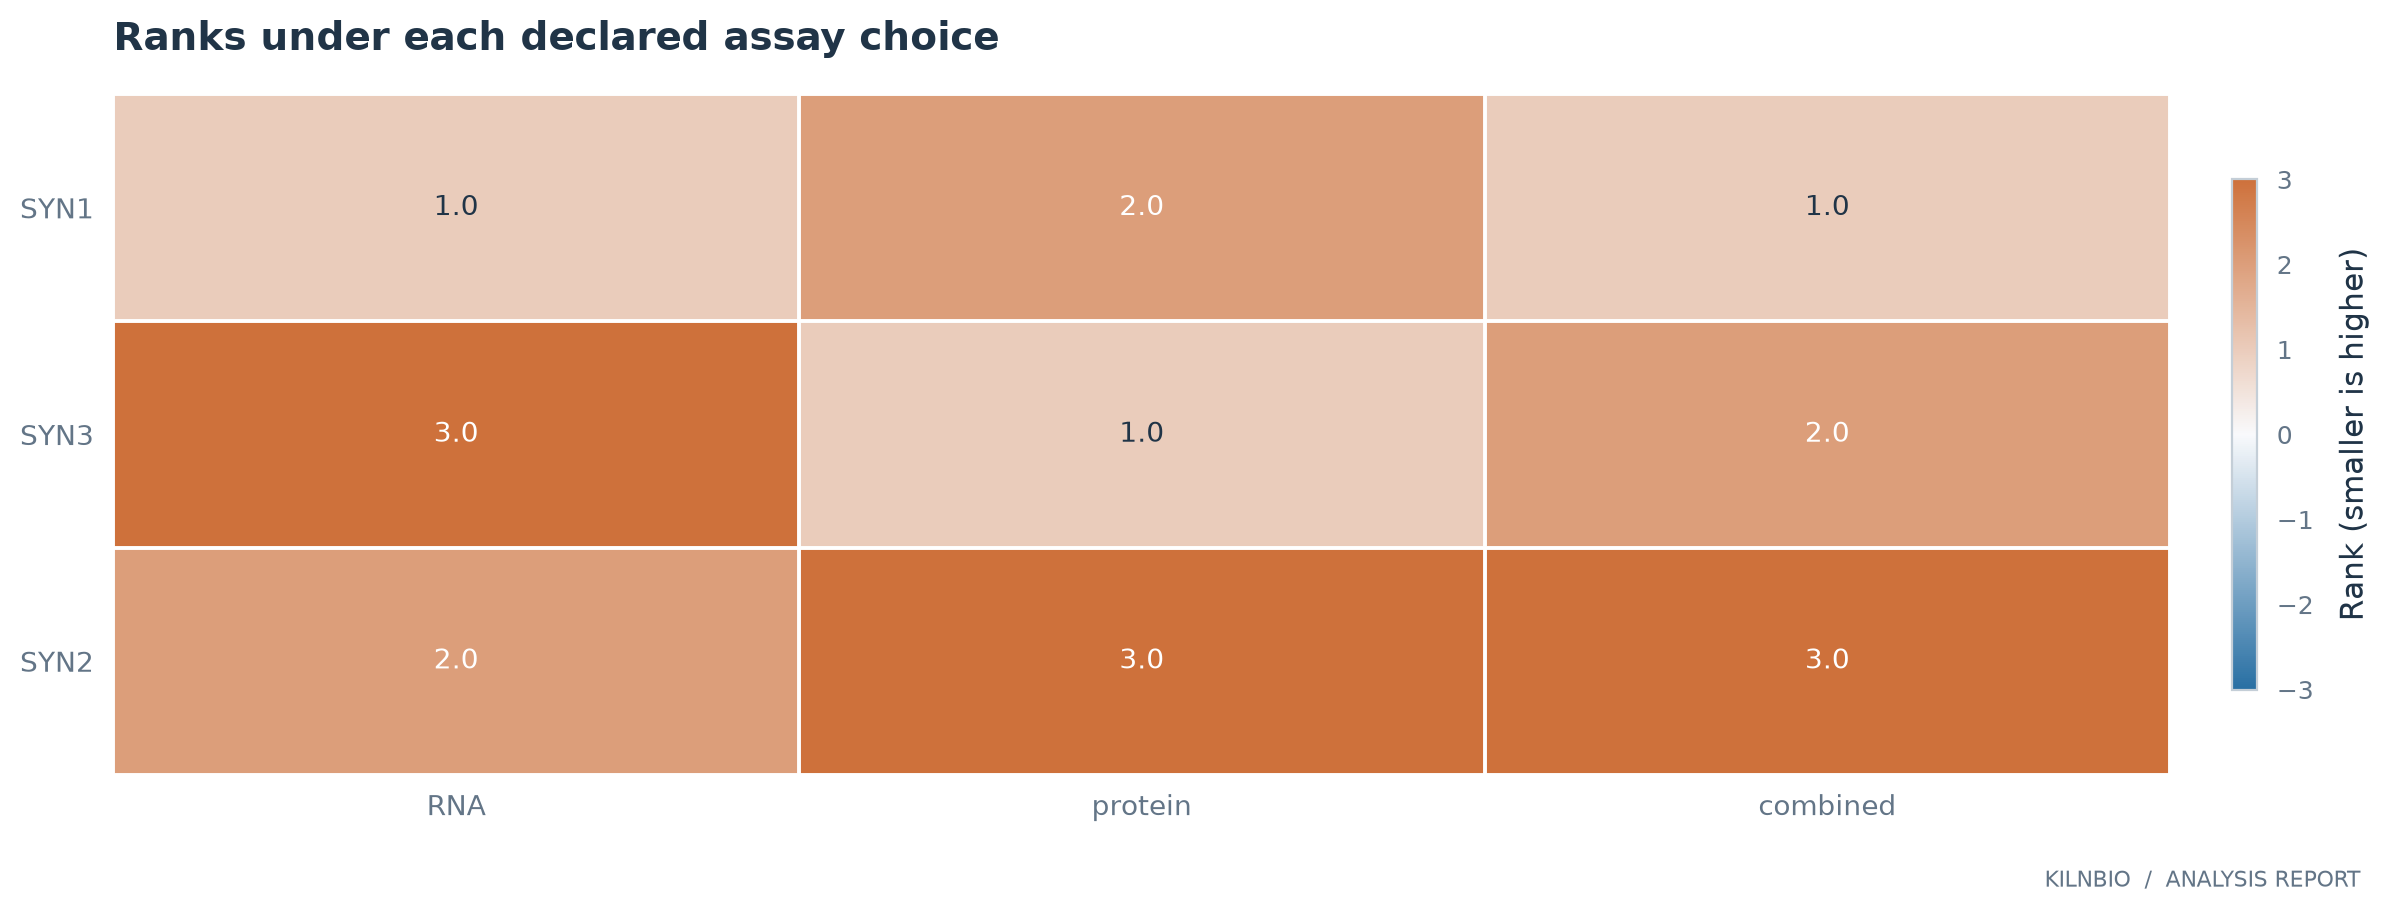 Ranks under each declared assay choice
SYN1
1.0
2.0
1.0
SYN3
3.0
1.0
2.0
SYN2
2.0
3.0
3.0
RNA
protein
combined
3
2
1
0
−1
−2
−3
Rank (smaller is higher)
KILNBIO / ANALYSIS REPORT